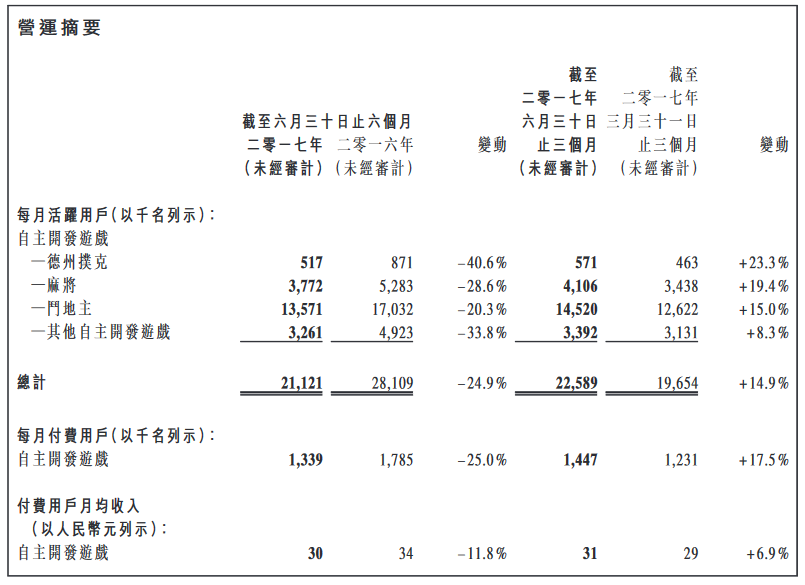 營運摘要
截至 截至
二零一七年 二零一七年
截至六月三十日止六個月 六月三十日 三月三十一日
二零一七年 二零一六年 變動 止三個月 止三個月 變動
（未經審計） （未經審計） （未經審計） （未經審計）
每月活躍用戶（以千名列示）：
自主開發遊戲
—德州撲克 517 871 –40.6% 571 463 +23.3%
—麻將 3,772 5,283 –28.6% 4,106 3,438 +19.4%
—鬥地主 13,571 17,032 –20.3% 14,520 12,622 +15.0%
—其他自主開發遊戲 3,261 4,923 –33.8% 3,392 3,131 +8.3%
總計 21,121 28,109 –24.9% 22,589 19,654 +14.9%
每月付費用戶（以千名列示）：
自主開發遊戲 1,339 1,785 –25.0% 1,447 1,231 +17.5%
付費用戶月均收入
（以人民幣元列示）：
自主開發遊戲 30 34 –11.8% 31 29 +6.9%